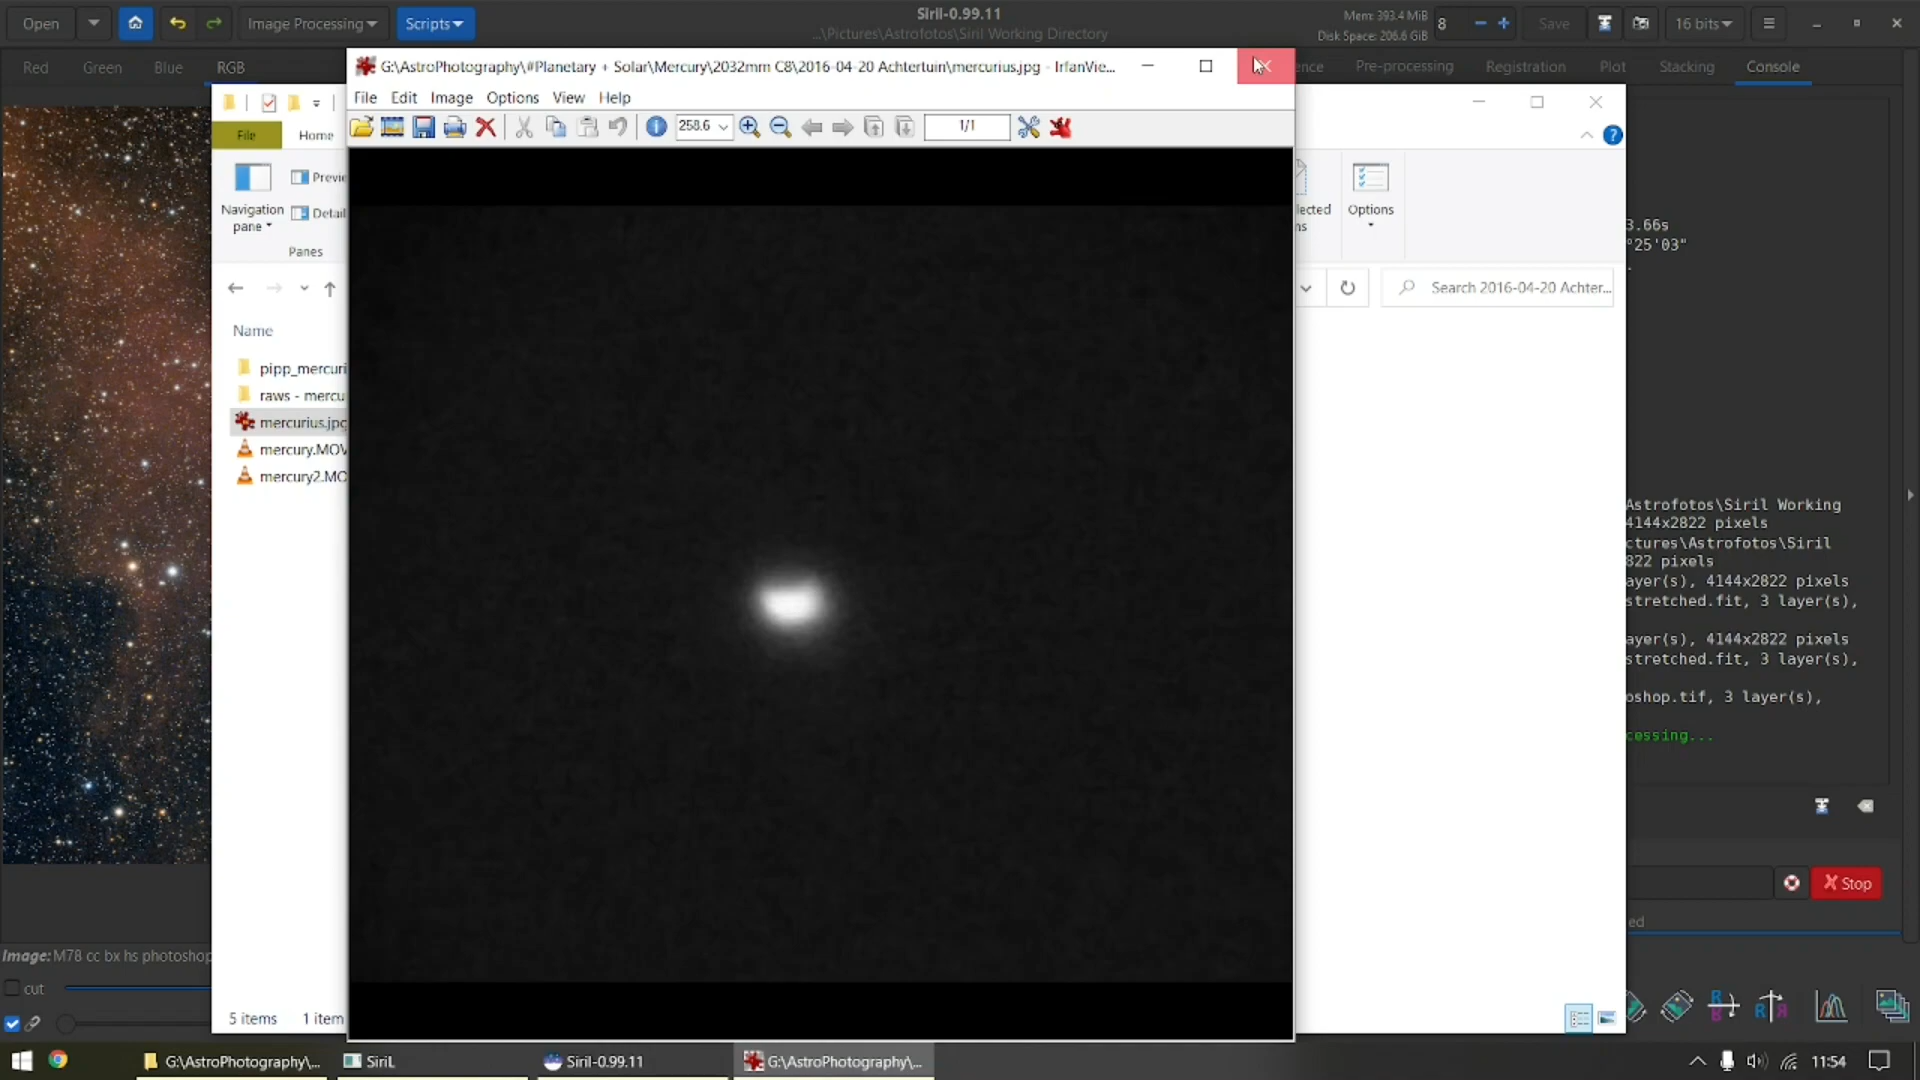 Open
Image Processing
Scripts
Siril-0.99.11
...\Pictures\Astrofotos\Siril Working Directory
Mem: 393.4 MiB
Disk Space: 206.6 GiB
8
Save
16 bits
Red
Green
Blue
RGB
G:\AstroPhotography\#Planetary + Solar\Mercury\2032mm C8\2016-04-20 Achtertuin\mercurius.jpg - IrfanVie...
ence
Pre-processing
Registration
Plot
Stacking
Console
File
Edit
Image
Options
View
Help
258.6
1/1
File
Home
Navigation
pane
Previe
Detail
Panes
lected
ns
Options
3.66s
°25'03"
Search 2016-04-20 Achter...
Name
pipp_mercuri
raws - mercu
mercurius.jpg
mercury.MOV
mercury2.MO
Astrofotos\Siril Working
4144x2822 pixels
ctures\Astrofotos\Siril
822 pixels
ayer(s), 4144x2822 pixels
stretched.fit, 3 layer(s),
ayer(s), 4144x2822 pixels
stretched.fit, 3 layer(s),
oshop.tif, 3 layer(s),
cessing...
Stop
ed
Image: M78 cc bx hs photoshop
cut
5 items
1 item
G:\AstroPhotography\...
SiriL
Siril-0.99.11
G:\AstroPhotography\...
11:54